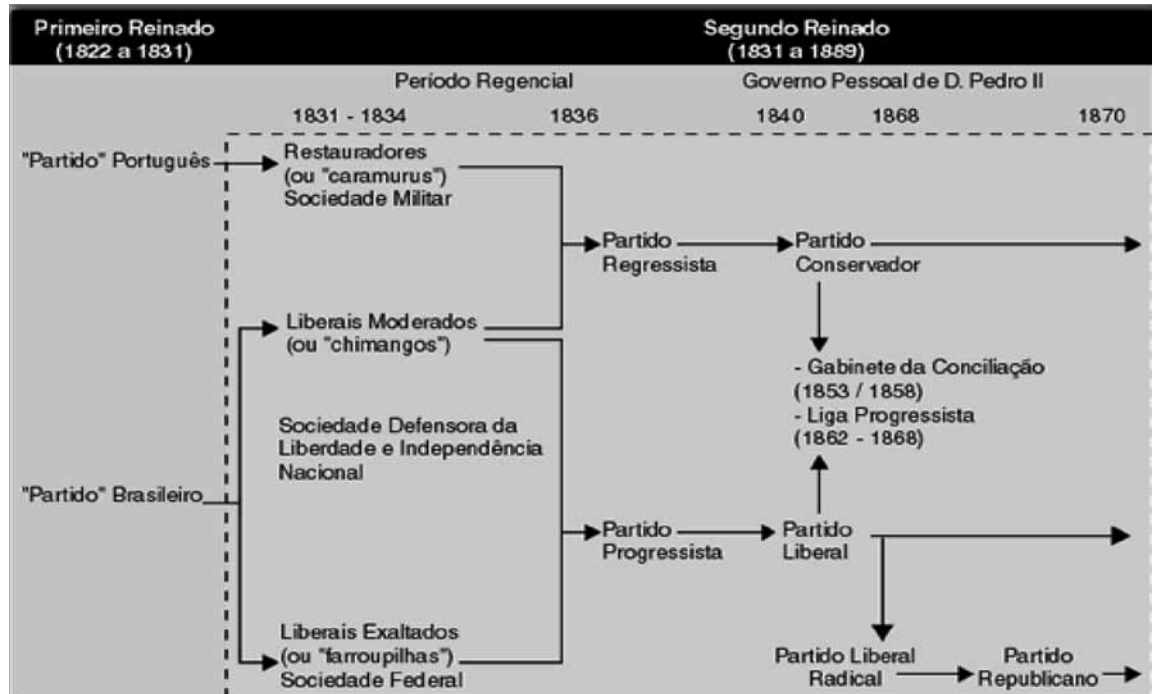 Primeiro Reinado
(1822 a 1831)
Segundo Reinado
(1831 a 1889)
Período Regencial
Governo Pessoal de D. Pedro II
1831 - 1834
1836
1840
1868
1870
"Partido" Português
Restauradores
(ou "caramurus")
Sociedade Militar
Partido
Regressista
Partido
Conservador
Liberais Moderados
(ou "chimangos")
- Gabinete da Conciliação
(1853 / 1858)
- Liga Progressista
(1862 - 1868)
Sociedade Defensora da
Liberdade e Independência
Nacional
"Partido" Brasileiro
Partido
Progressista
Partido
Liberal
Liberais Exaltados
(ou "farroupilhas")
Sociedade Federal
Partido Liberal
Radical
Partido
Republicano